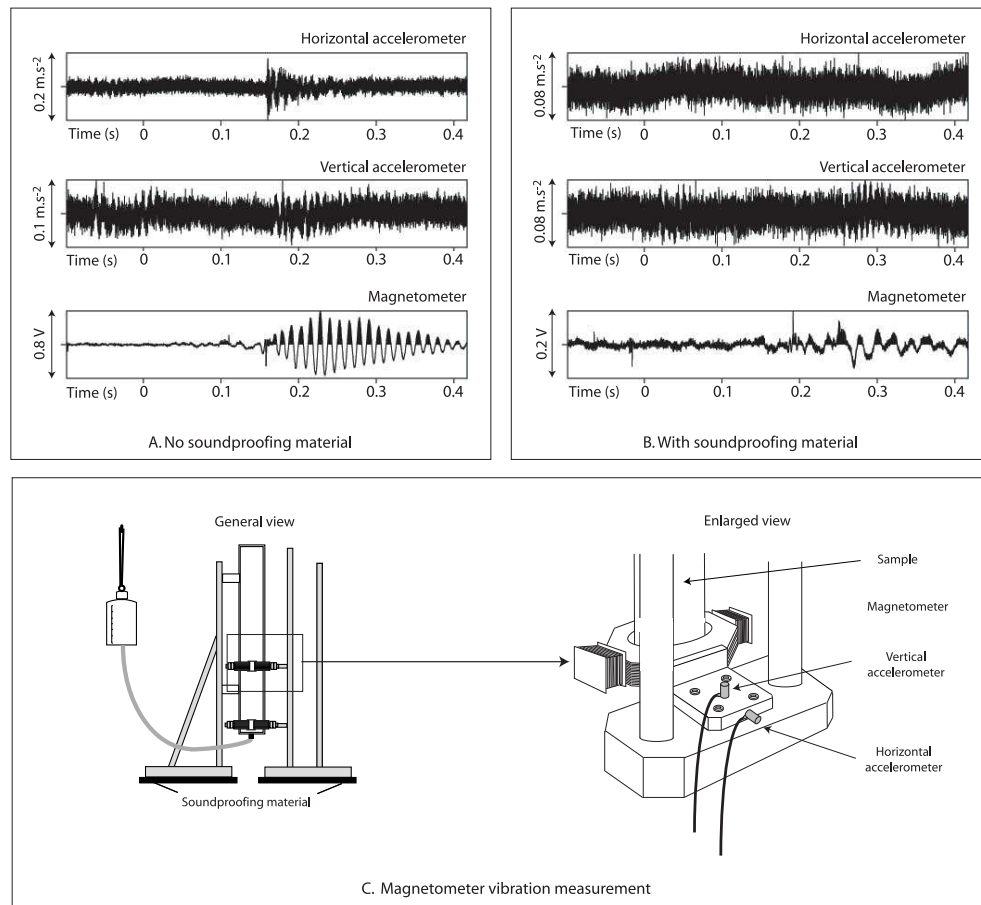 Horizontal accelerometer
0.2 m.s-2
Time (s) 0 0.1 0.2 0.3 0.4
Vertical accelerometer
0.1 m.s-2
Time (s) 0 0.1 0.2 0.3 0.4
Magnetometer
0.8 V
Time (s) 0 0.1 0.2 0.3 0.4
A. No soundproofing material
Horizontal accelerometer
0.08 m.s-2
Time (s) 0 0.1 0.2 0.3 0.4
Vertical accelerometer
0.08 m.s-2
Time (s) 0 0.1 0.2 0.3 0.4
Magnetometer
0.2 V
Time (s) 0 0.1 0.2 0.3 0.4
B. With soundproofing material
General view
Soundproofing material
Enlarged view
Sample
Magnetometer
Vertical
accelerometer
Horizontal
accelerometer
C. Magnetometer vibration measurement